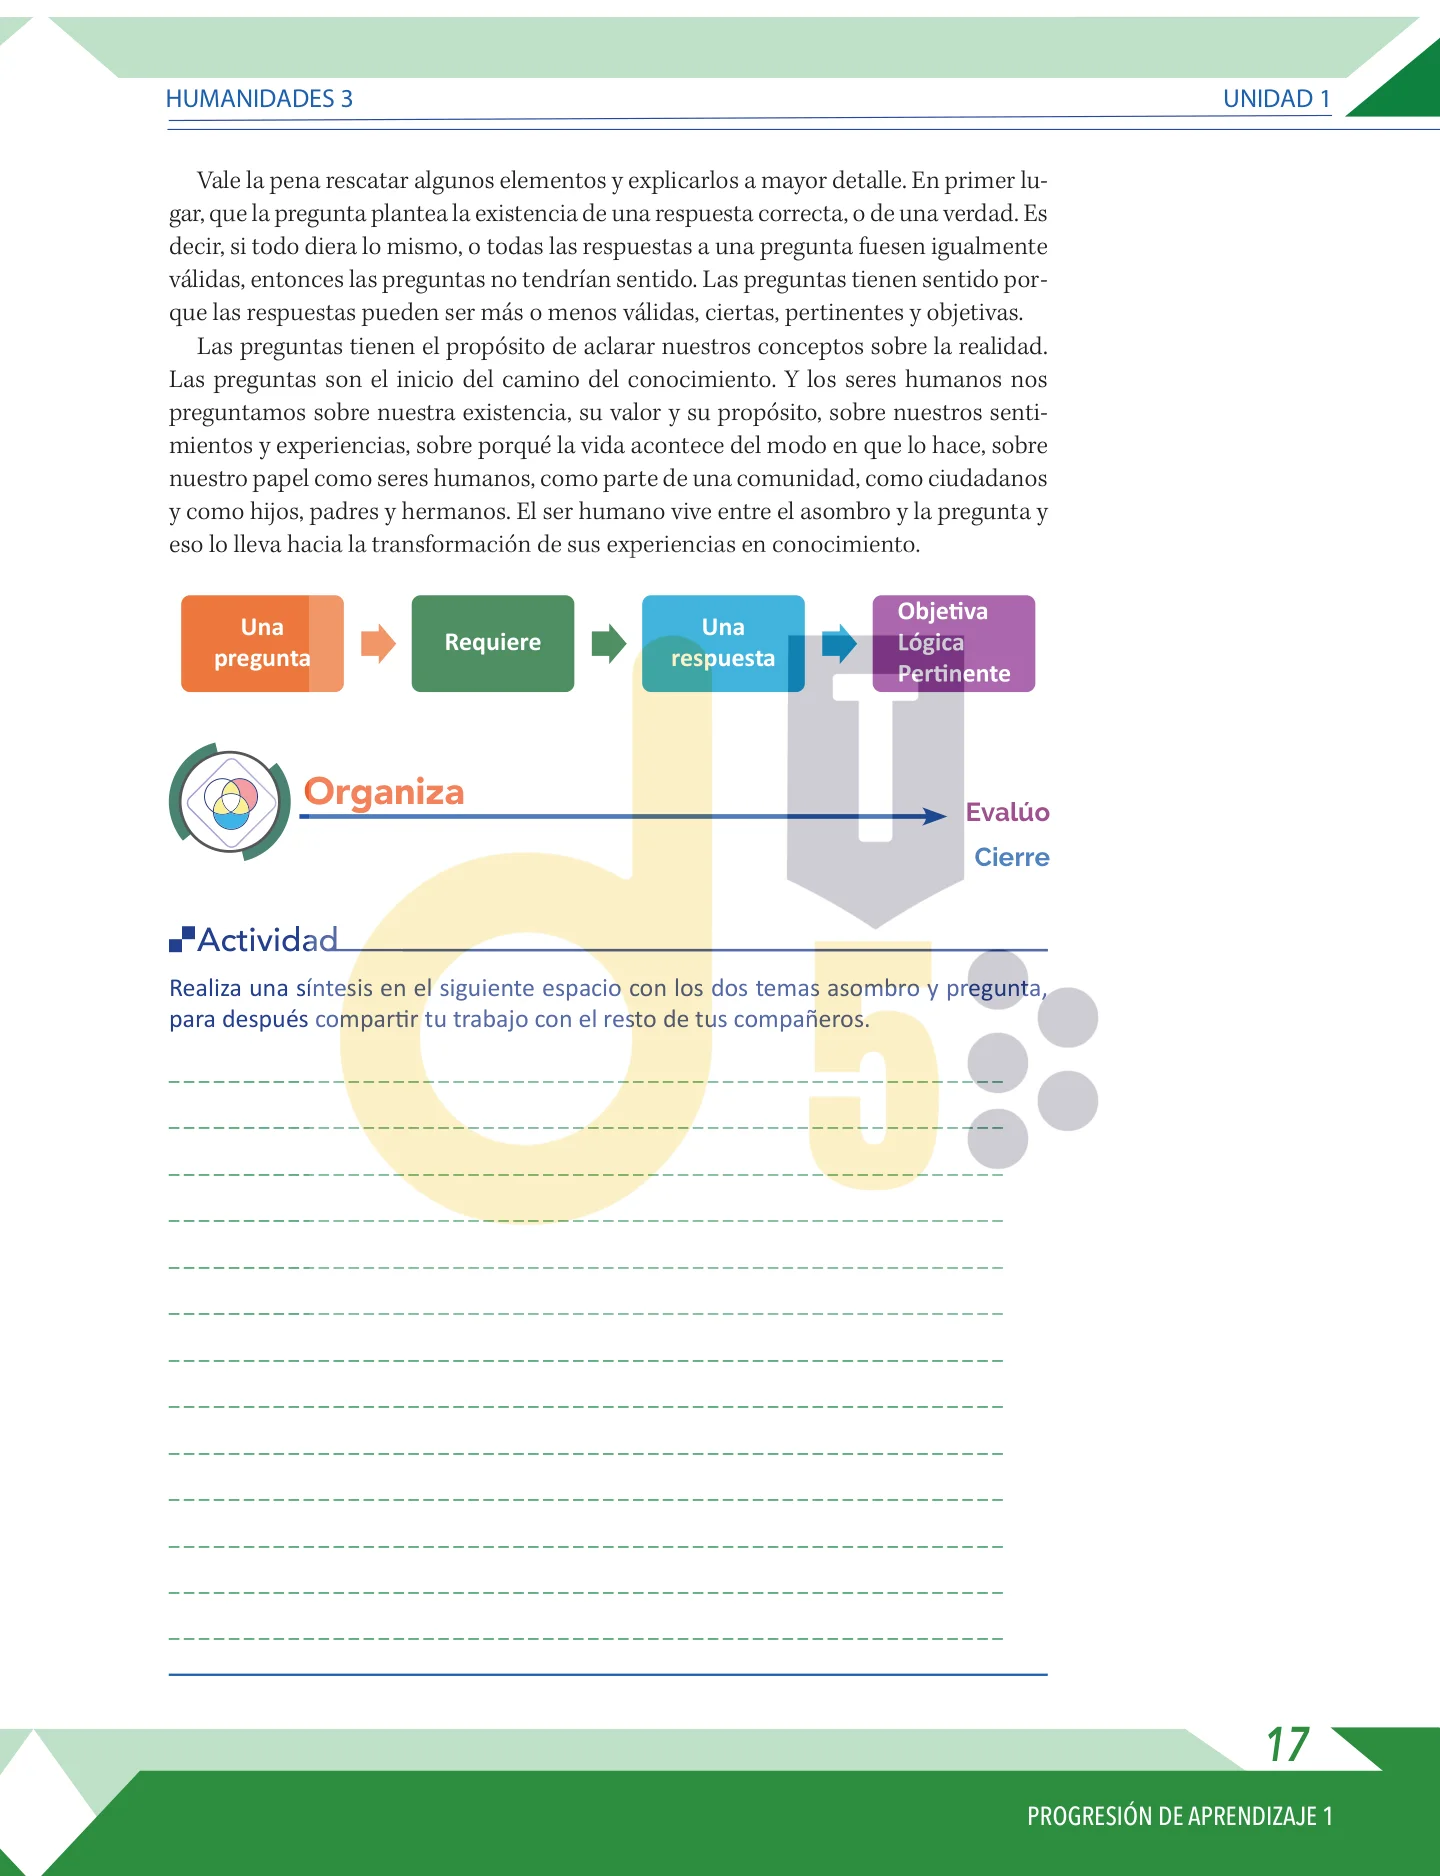 HUMANIDADES 3
UNIDAD 1
Vale la pena rescatar algunos elementos y explicarlos a mayor detalle. En primer lu-
gar, que la pregunta plantea la existencia de una respuesta correcta, o de una verdad. Es
decir, si todo diera lo mismo, o todas las respuestas a una pregunta fuesen igualmente
válidas, entonces las preguntas no tendrían sentido. Las preguntas tienen sentido por-
que las respuestas pueden ser más o menos válidas, ciertas, pertinentes y objetivas.
Las preguntas tienen el propósito de aclarar nuestros conceptos sobre la realidad.
Las preguntas son el inicio del camino del conocimiento. Y los seres humanos nos
preguntamos sobre nuestra existencia, su valor y su propósito, sobre nuestros senti-
mientos y experiencias, sobre porqué la vida acontece del modo en que lo hace, sobre
nuestro papel como seres humanos, como parte de una comunidad, como ciudadanos
y como hijos, padres y hermanos. El ser humano vive entre el asombro y la pregunta y
eso lo lleva hacia la transformación de sus experiencias en conocimiento.
Una
pregunta
Requiere
Una
respuesta
Objetiva
Lógica
Pertinente
Organiza
Evalúo
Cierre
Actividad
Realiza una síntesis en el siguiente espacio con los dos temas asombro y pregunta,
para después compartir tu trabajo con el resto de tus compañeros.
d
T
5
17
PROGRESIÓN DE APRENDIZAJE 1